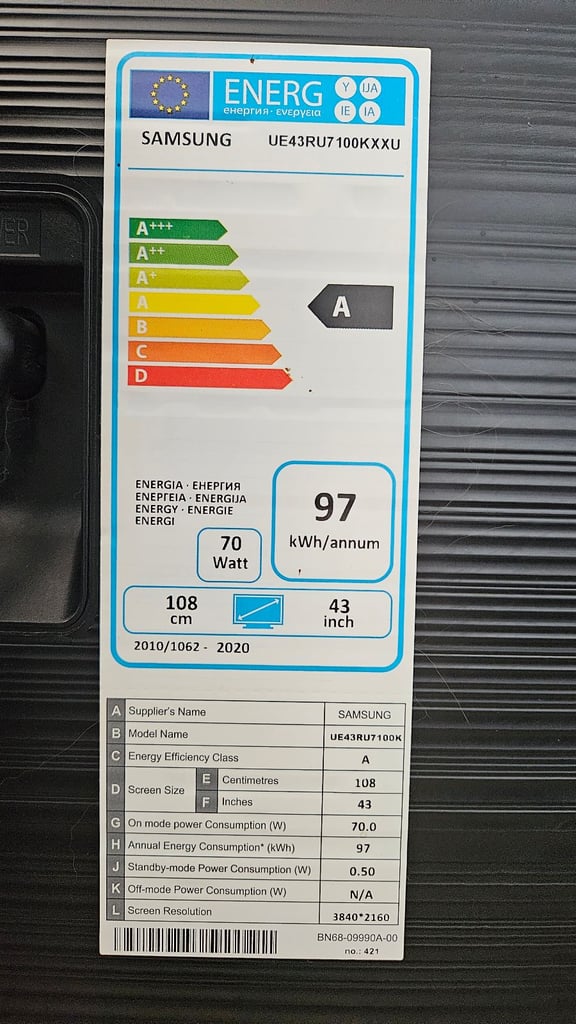 ENERG
енергия · ενεργεια
Y IJA
IE IA
SAMSUNG UE43RU7100KXXU
A+++
A++
A+
A
A
B
C
D
ENERGIA · ЕНЕРГИЯ
ΕΝΕΡΓΕΙΑ · ENERGIJA
ENERGY · ENERGIE
ENERGI
97
kWh/annum
70
Watt
108
cm
43
inch
2010/1062 - 2020
A Supplier's Name SAMSUNG
B Model Name UE43RU7100K
C Energy Efficiency Class A
D Screen Size E Centimetres 108
F Inches 43
G On mode power Consumption (W) 70.0
H Annual Energy Consumption* (kWh) 97
J Standby-mode Power Consumption (W) 0.50
K Off-mode Power Consumption (W) N/A
L Screen Resolution 3840*2160
BN68-09990A-00
no.: 421